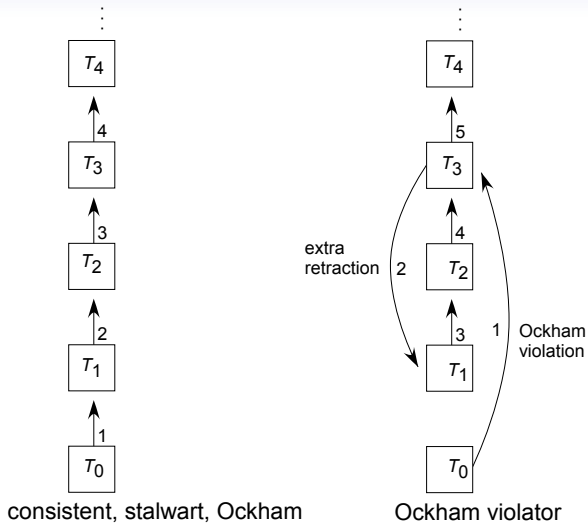 ⋮
T4
4
T3
3
T2
2
T1
1
T0
consistent, stalwart, Ockham
⋮
T4
5
T3
4
extra
retraction
2
T2
3
1
Ockham
violation
T1
T0
Ockham violator